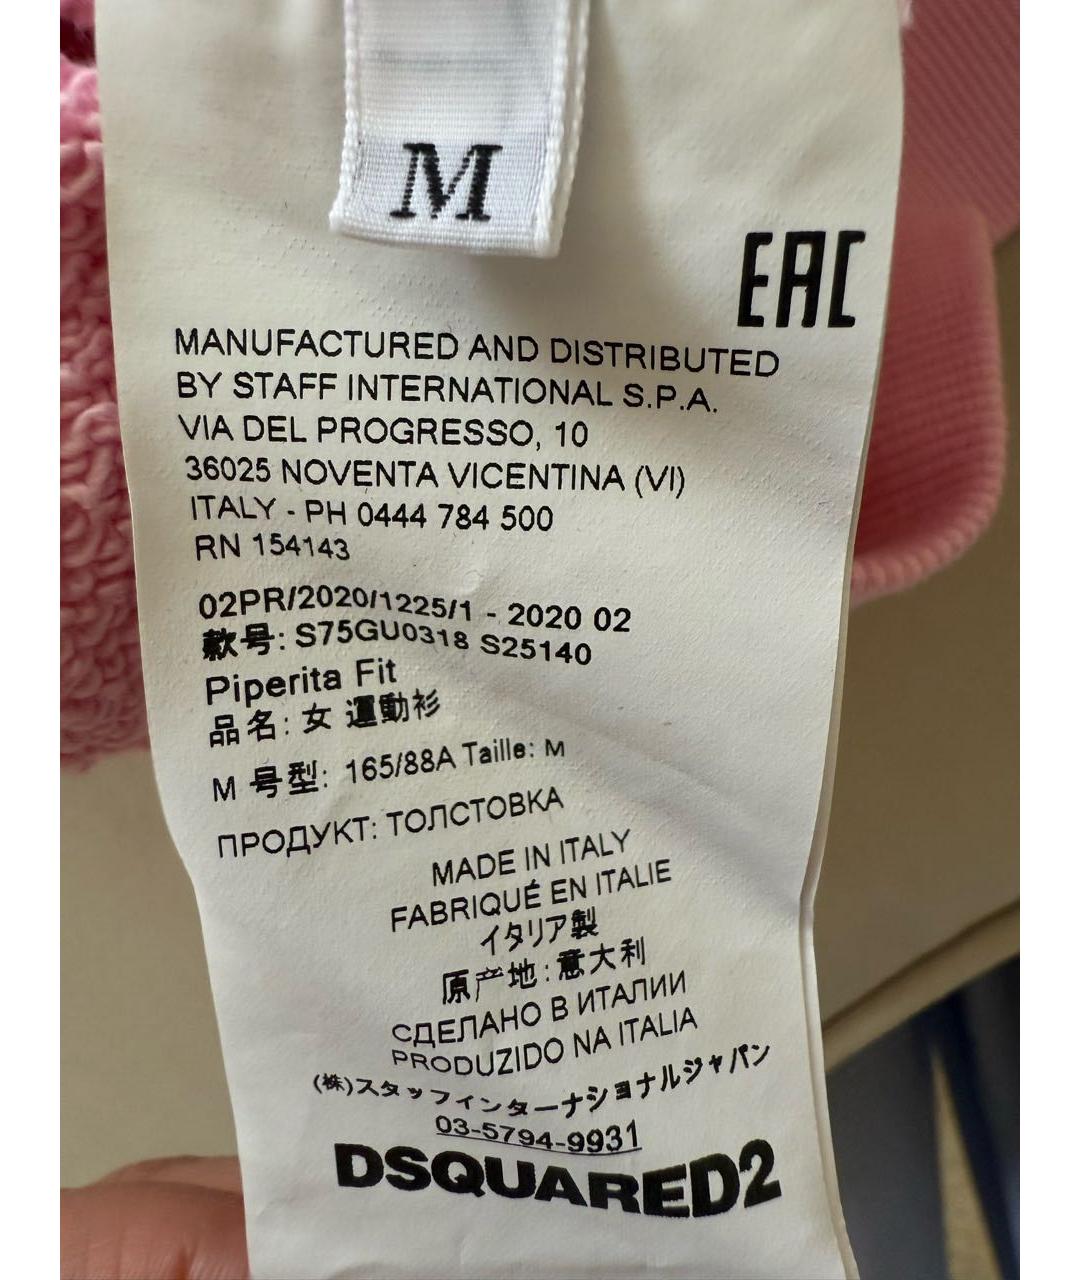 M
EAC
MANUFACTURED AND DISTRIBUTED
BY STAFF INTERNATIONAL S.P.A.
VIA DEL PROGRESSO, 10
36025 NOVENTA VICENTINA (VI)
ITALY - PH 0444 784 500
RN 154143
02PR/2020/1225/1 - 2020 02
款号: S75GU0318 S25140
Piperita Fit
品名: 女 運動衫
M 号型: 165/88A Taille: M
ПРОДУКТ: ТОЛСТОВКА
MADE IN ITALY
FABRIQUÉ EN ITALIE
イタリア製
原产地: 意大利
СДЕЛАНО В ИТАЛИИ
PRODUZIDO NA ITALIA
(株)スタッフインターナショナルジャパン
03-5794-9931
DSQUARED2